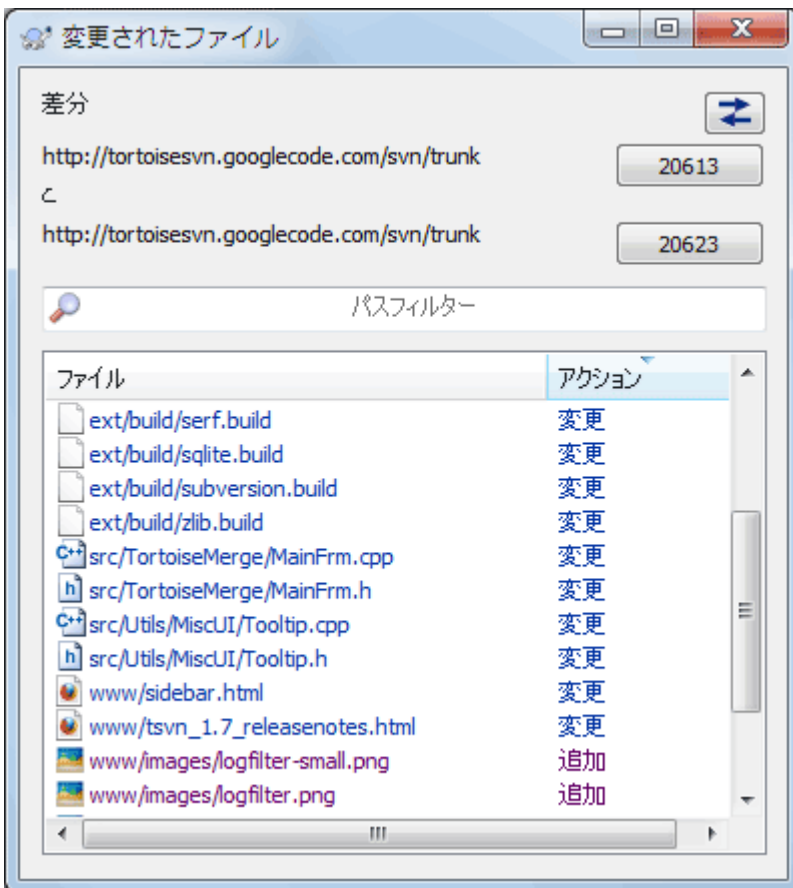 変更されたファイル
差分
http://tortoisesvn.googlecode.com/svn/trunk
20613
と
http://tortoisesvn.googlecode.com/svn/trunk
20623
パスフィルター
ファイル アクション
ext/build/serf.build 変更
ext/build/sqlite.build 変更
ext/build/subversion.build 変更
ext/build/zlib.build 変更
C++ src/TortoiseMerge/MainFrm.cpp 変更
h src/TortoiseMerge/MainFrm.h 変更
C++ src/Utils/MiscUI/Tooltip.cpp 変更
h src/Utils/MiscUI/Tooltip.h 変更
www/sidebar.html 変更
www/tsvn_1.7_releasenotes.html 変更
www/images/logfilter-small.png 追加
www/images/logfilter.png 追加